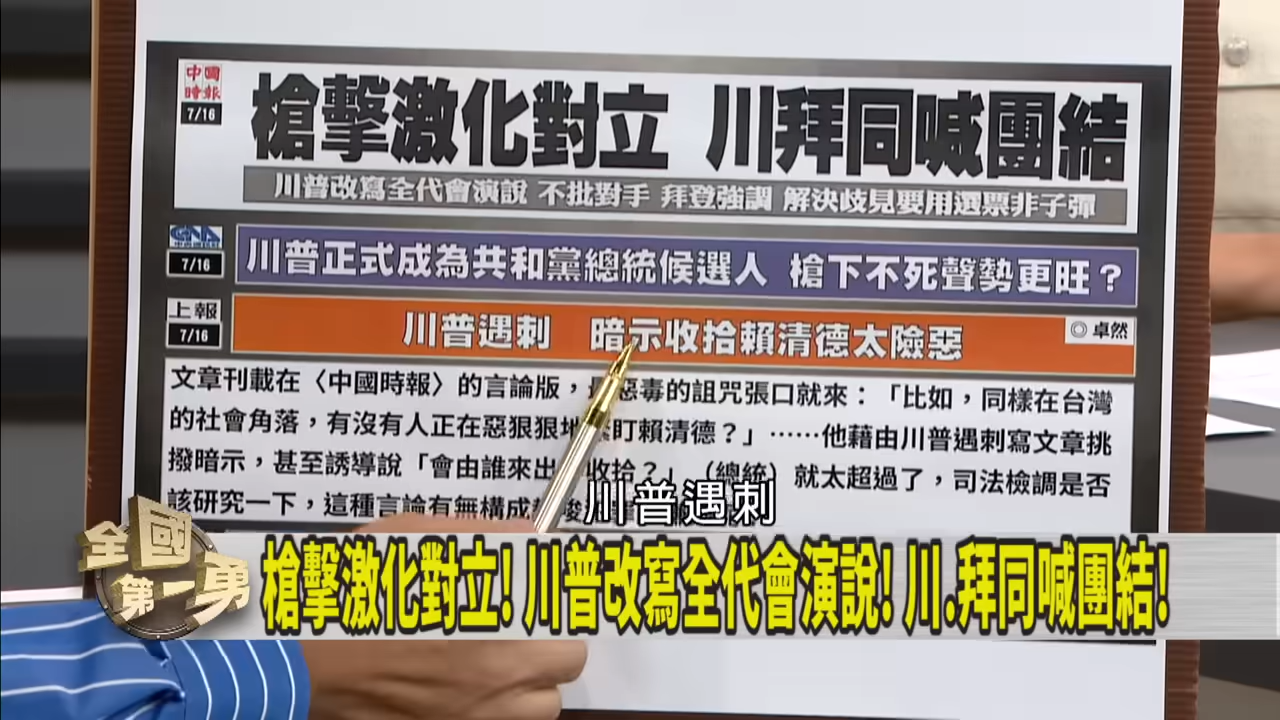 中國時報
7/16
槍擊激化對立 川拜同喊團結
川普改寫全代會演說 不批對手 拜登強調 解決歧見要用選票非子彈
CNA
7/16
川普正式成為共和黨總統候選人 槍下不死聲勢更旺？
上報
7/16
川普遇刺 暗示收拾賴清德太險惡
◎卓然
文章刊載在〈中國時報〉的言論版，惡毒的詛咒張口就來：「比如，同樣在台灣
的社會角落，有沒有人正在惡狠狠地盯賴清德？」……他藉由川普遇刺寫文章挑
撥暗示，甚至誘導說「會由誰來出收拾？」（總統）就太超過了，司法檢調是否
該研究一下，這種言論有無構成
川普遇刺
全國第一勇
槍擊激化對立! 川普改寫全代會演說! 川.拜同喊團結!